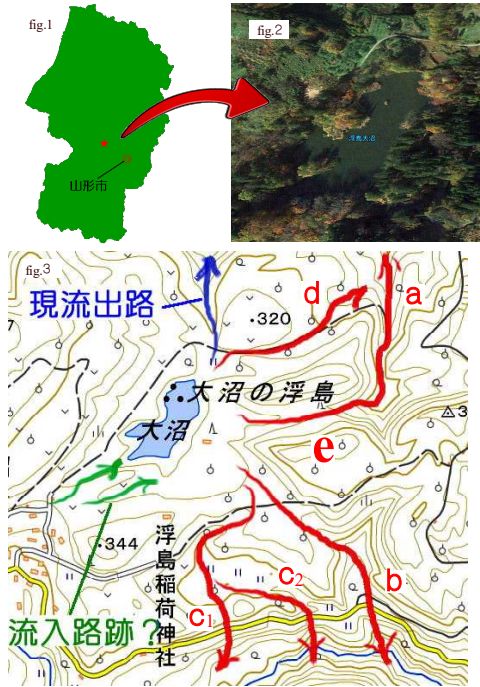 fig.1
山形市
fig.2
浮島大沼
fig.3
現流出路
d
a
・320
大沼の浮島
大沼
e
・344
浮島稲荷神社
c₂
b
c₁
流入路跡？